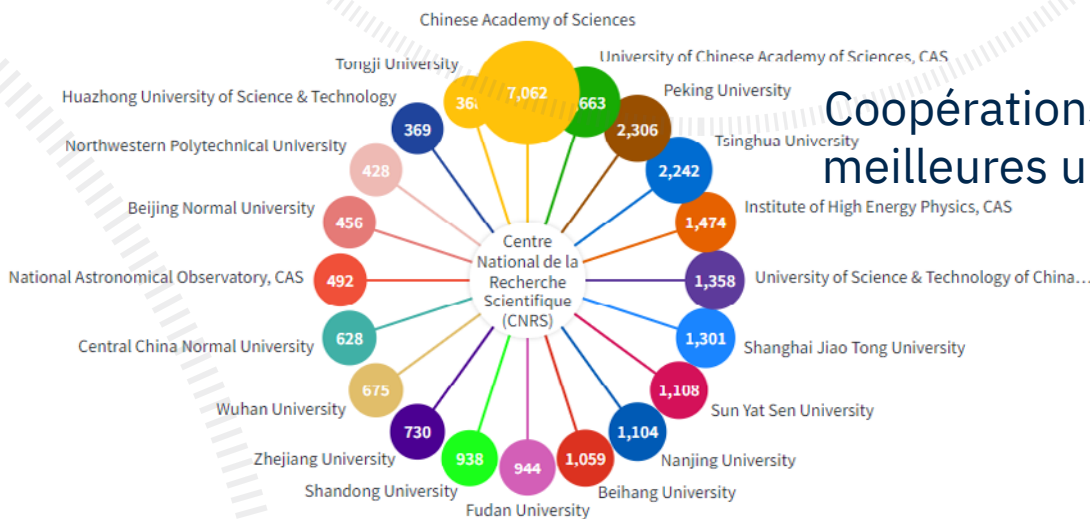 Chinese Academy of Sciences
7,062
University of Chinese Academy of Sciences, CAS
663
Peking University
2,306
Tsinghua University
2,242
Institute of High Energy Physics, CAS
1,474
University of Science & Technology of China...
1,358
Shanghai Jiao Tong University
1,301
Sun Yat Sen University
1,108
Nanjing University
1,104
Beihang University
1,059
Fudan University
944
Shandong University
938
Zhejiang University
730
Wuhan University
675
Central China Normal University
628
National Astronomical Observatory, CAS
492
Beijing Normal University
456
Northwestern Polytechnical University
428
Huazhong University of Science & Technology
369
Tongji University
Centre
National de la
Recherche
Scientifique
(CNRS)
meilleures